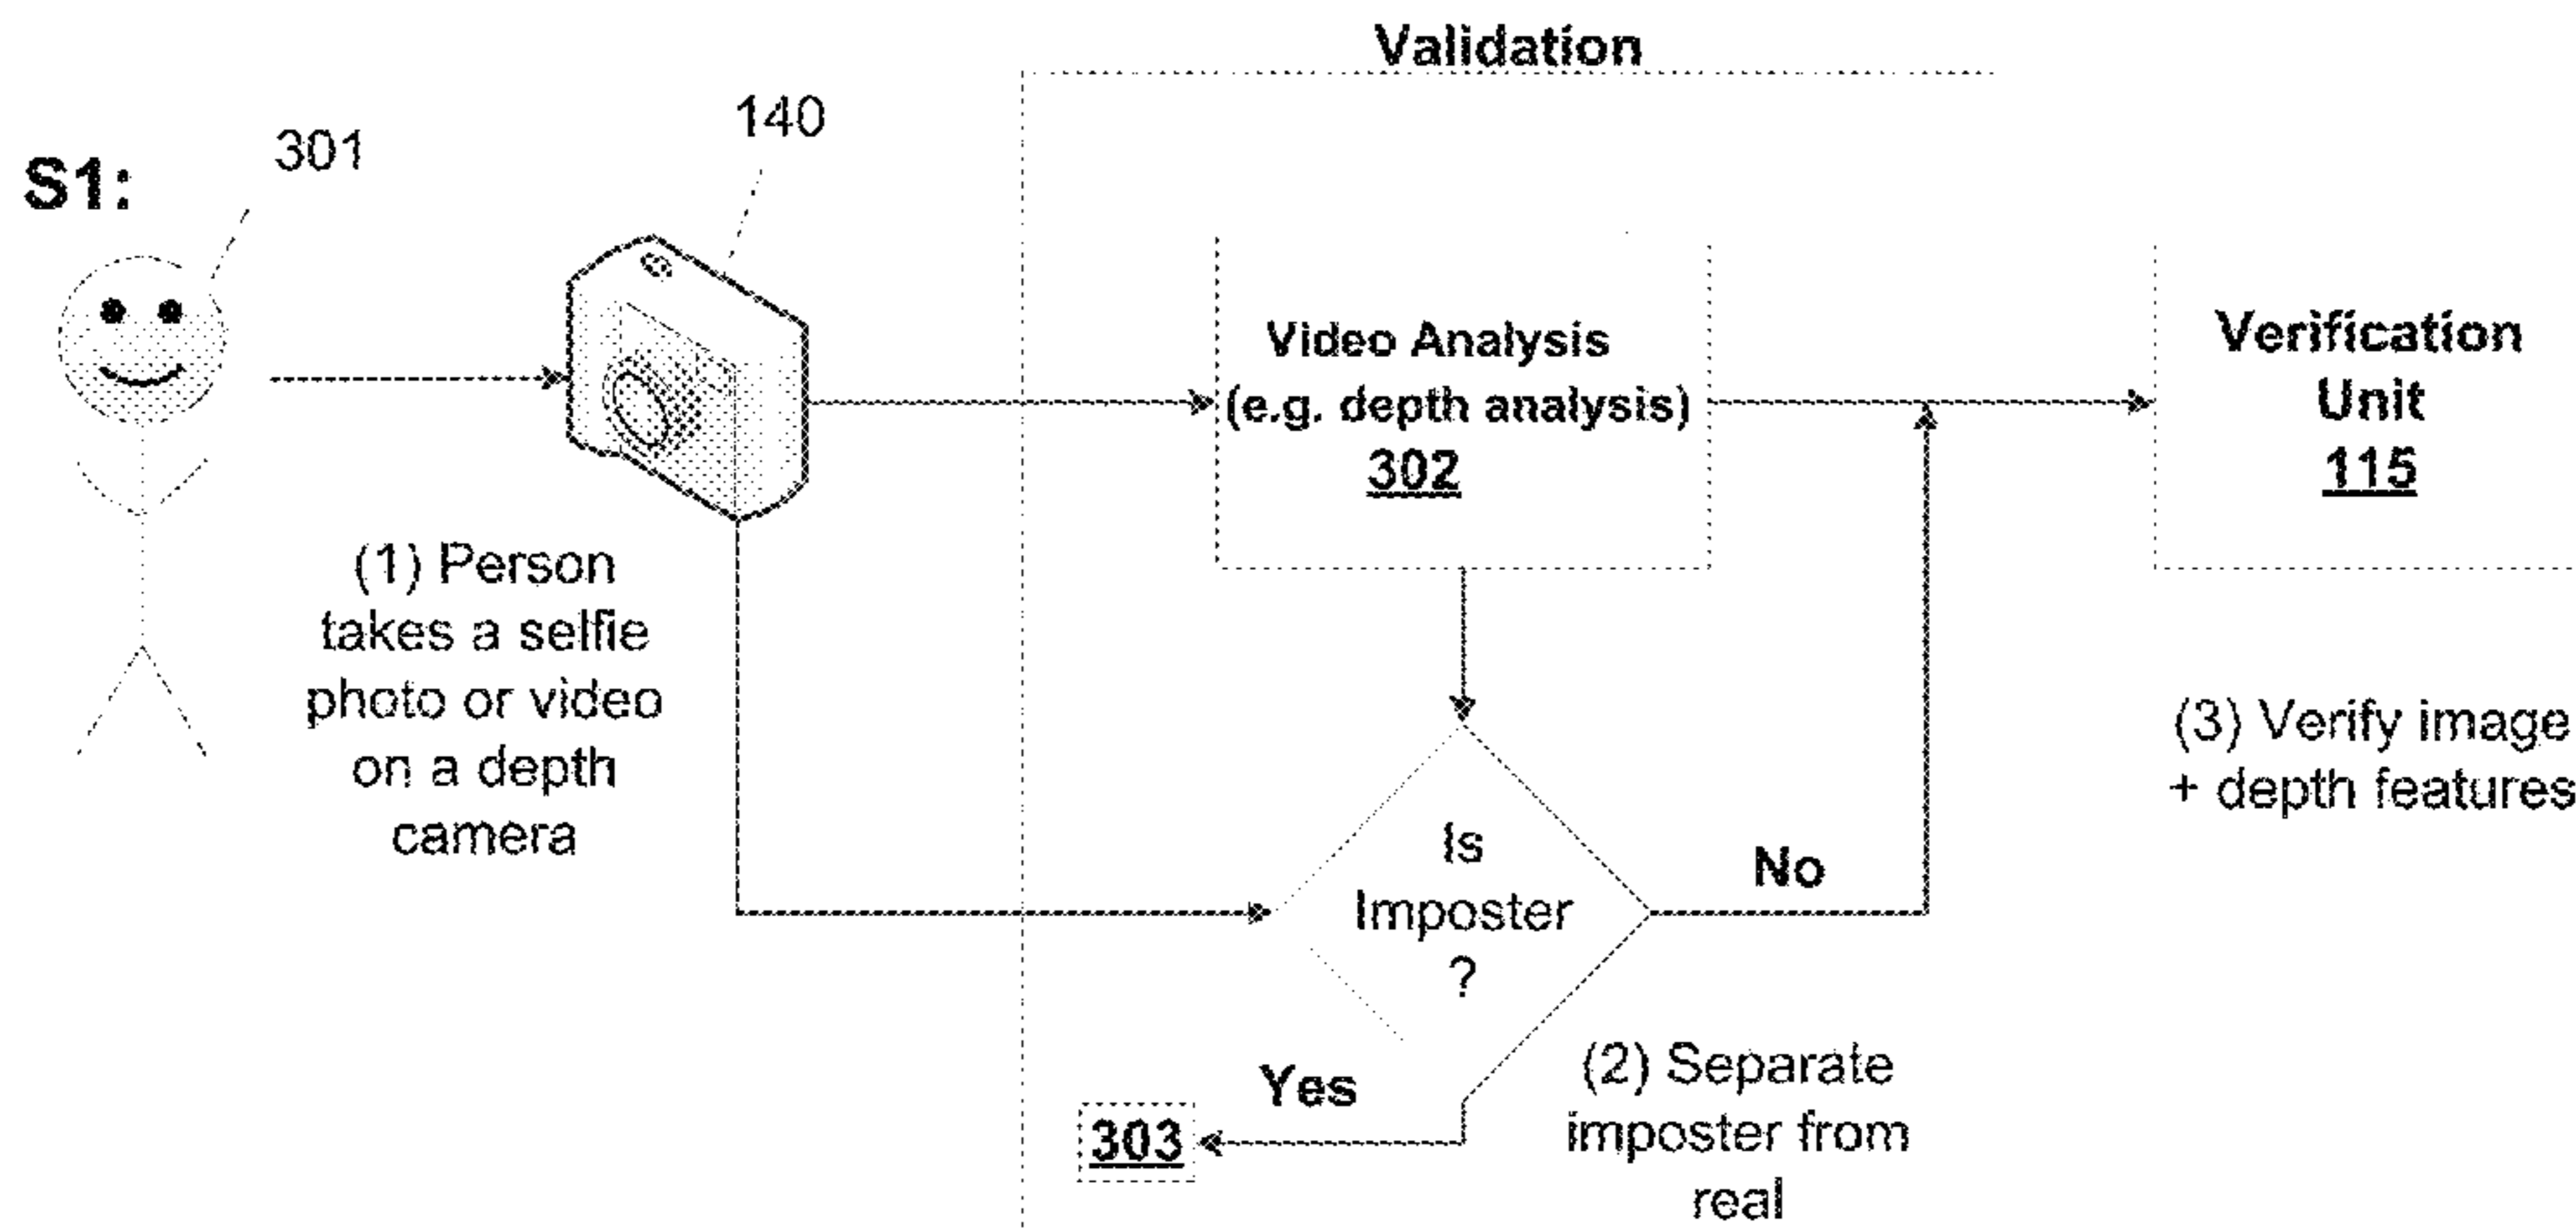 Validation
140
301
S1:
Video Analysis
(e.g. depth analysis)
302
Verification
Unit
115
(1) Person
takes a selfie
photo or video
on a depth
camera
(3) Verify image
+ depth features
Is
Imposter
?
No
Yes
303
(2) Separate
imposter from
real